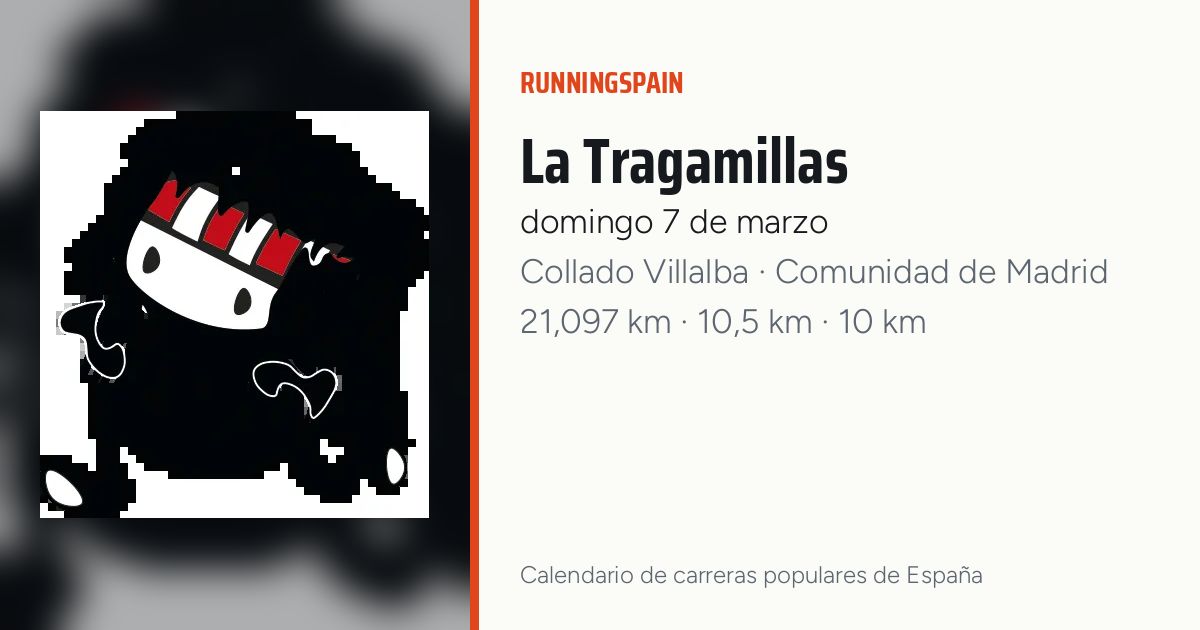 RUNNINGSPAIN
La Tragamillas
domingo 7 de marzo
Collado Villalba · Comunidad de Madrid
21,097 km · 10,5 km · 10 km
Calendario de carreras populares de España